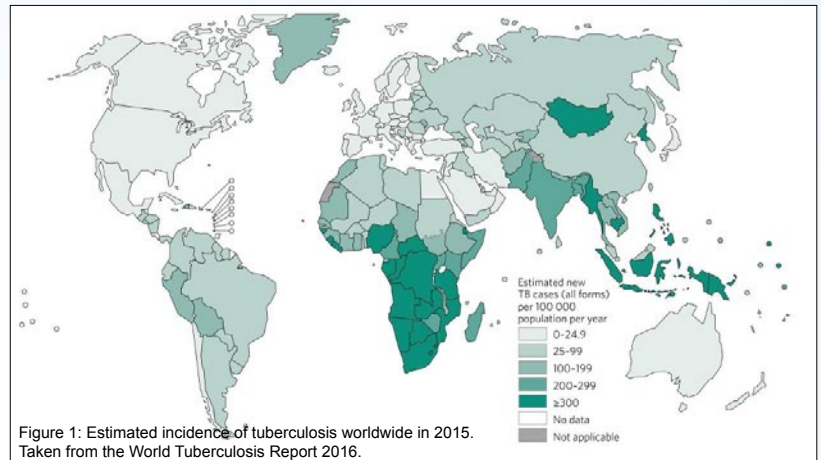 Estimated new
TB cases (all forms)
per 100 000
population per year
0-24.9
25-99
100-199
200-299
≥300
No data
Not applicable
Figure 1: Estimated incidence of tuberculosis worldwide in 2015.
Taken from the World Tuberculosis Report 2016.